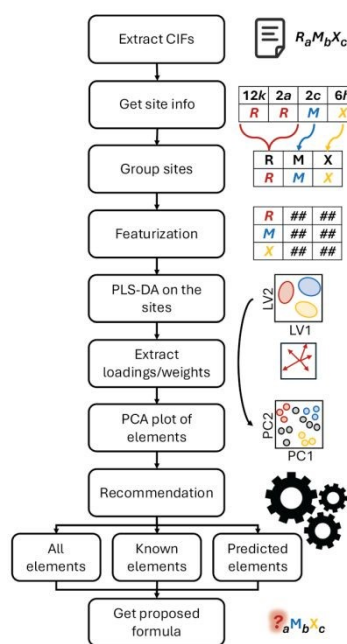 Extract CIFs
RaMbXc
Get site info
12k 2a 2c 6h
R R M X
Group sites
R M X
R M X
Featurization
R ## ##
M ## ##
X ## ##
PLS-DA on the
sites
LV2
LV1
Extract
loadings/weights
PCA plot of
elements
PC2
PC1
Recommendation
All
elements
Known
elements
Predicted
elements
Get proposed
formula
?aMbXc